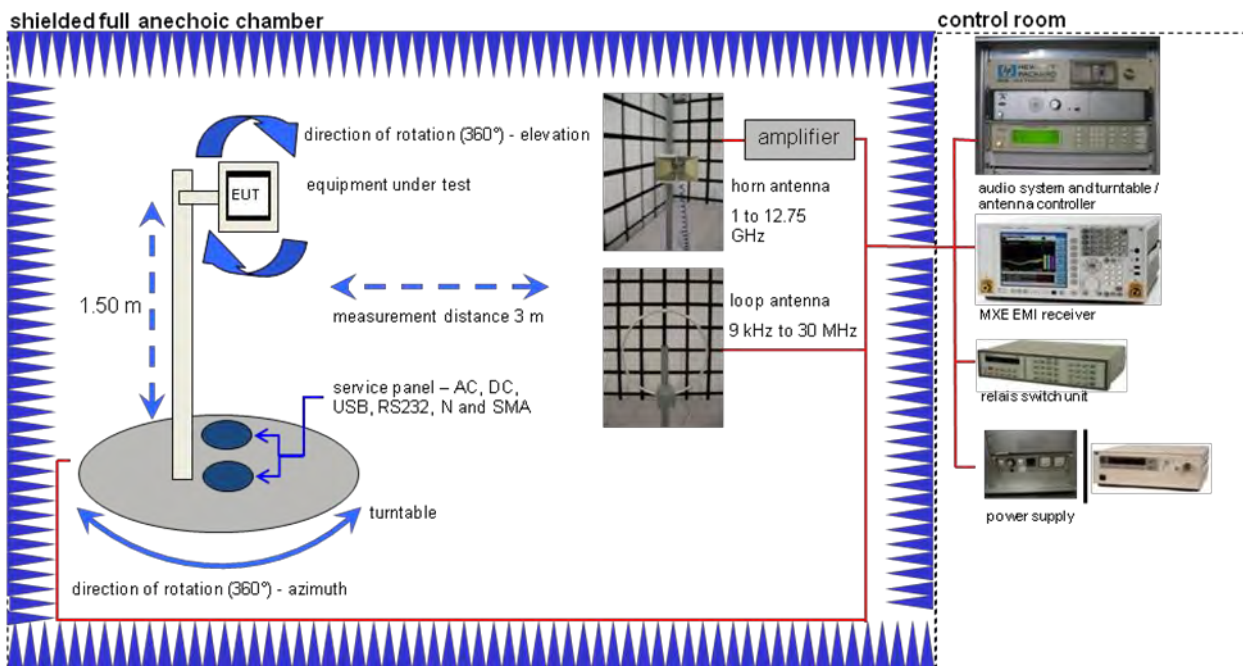 shielded full anechoic chamber
control room
direction of rotation (360°) - elevation
equipment under test
EUT
1.50 m
measurement distance 3 m
service panel – AC, DC,
USB, RS232, N and SMA
turntable
direction of rotation (360°) - azimuth
amplifier
horn antenna
1 to 12.75
GHz
loop antenna
9 kHz to 30 MHz
hp
HEWLETT
PACKARD
audio system and turntable /
antenna controller
MXE EMI receiver
relais switch unit
power supply